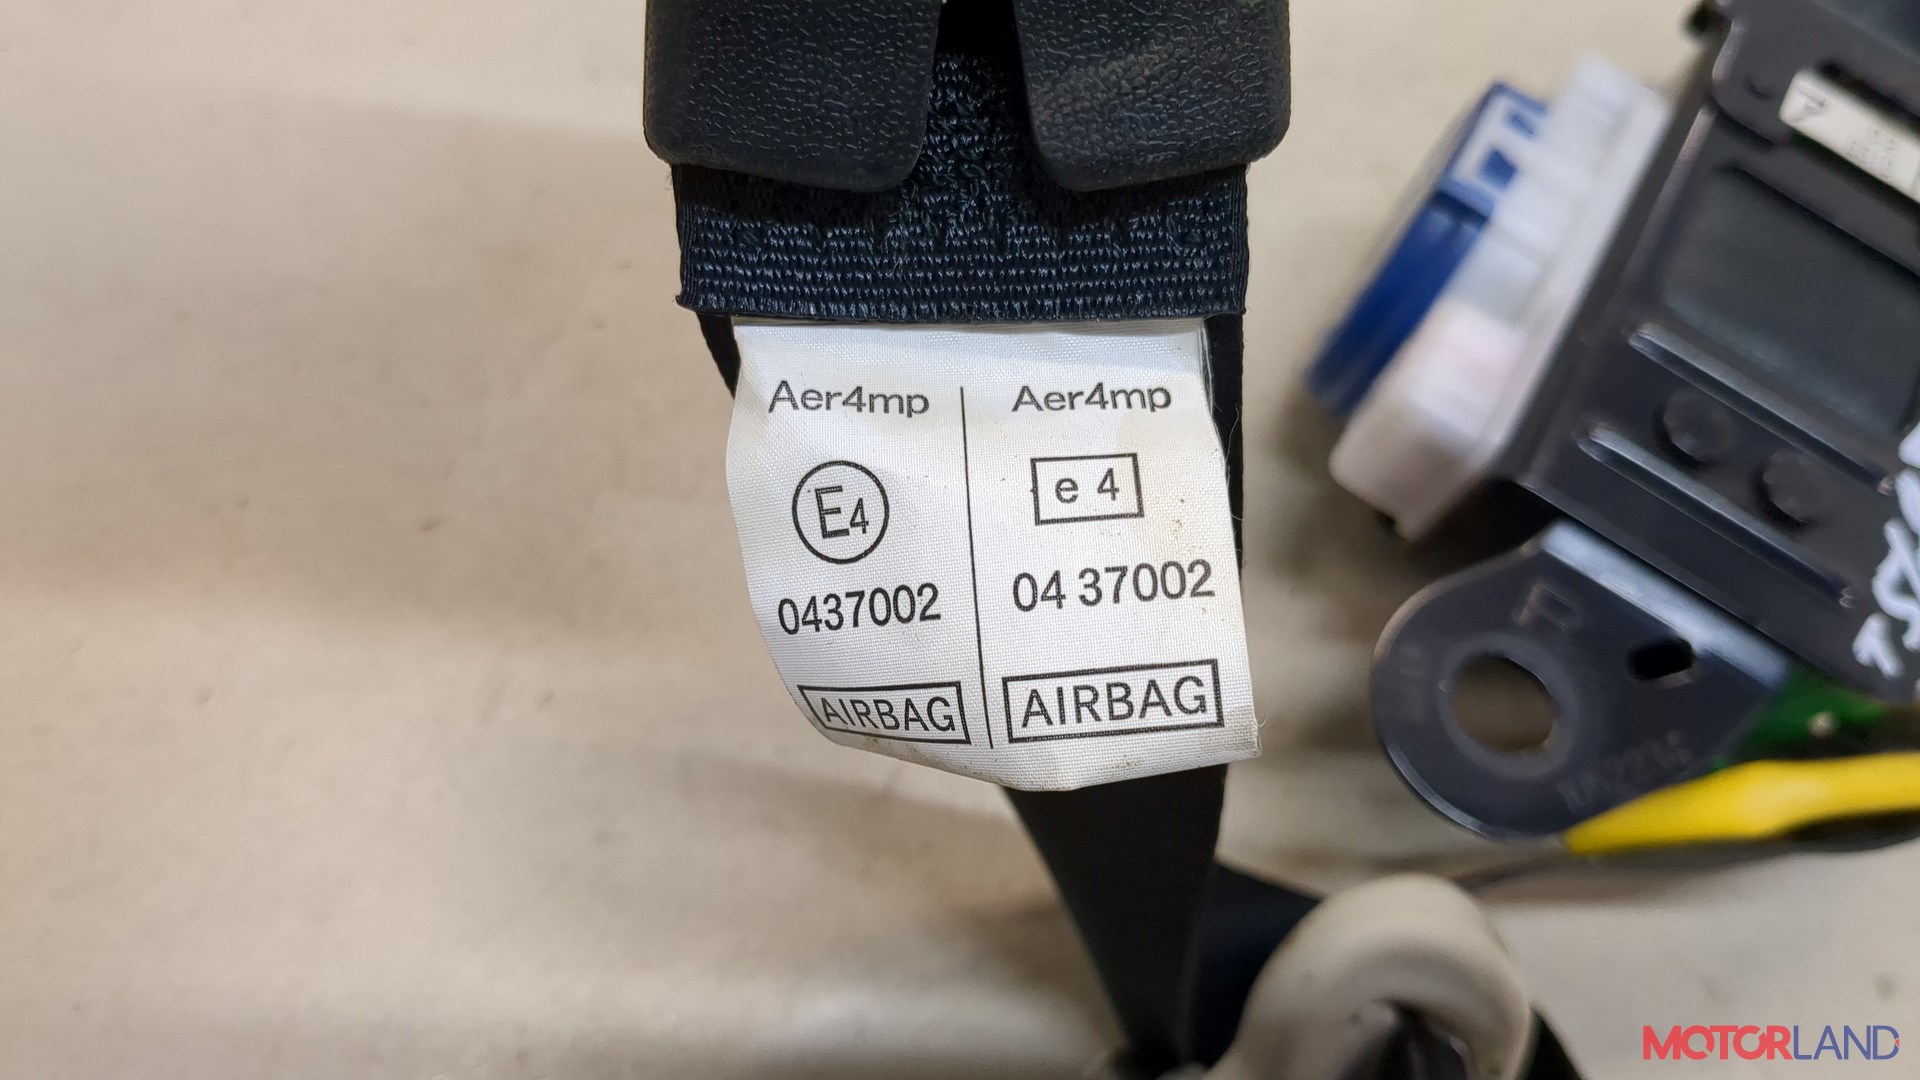 Aer4mp
E4
0437002
AIRBAG
Aer4mp
e 4
04 37002
AIRBAG
MOTORLAND